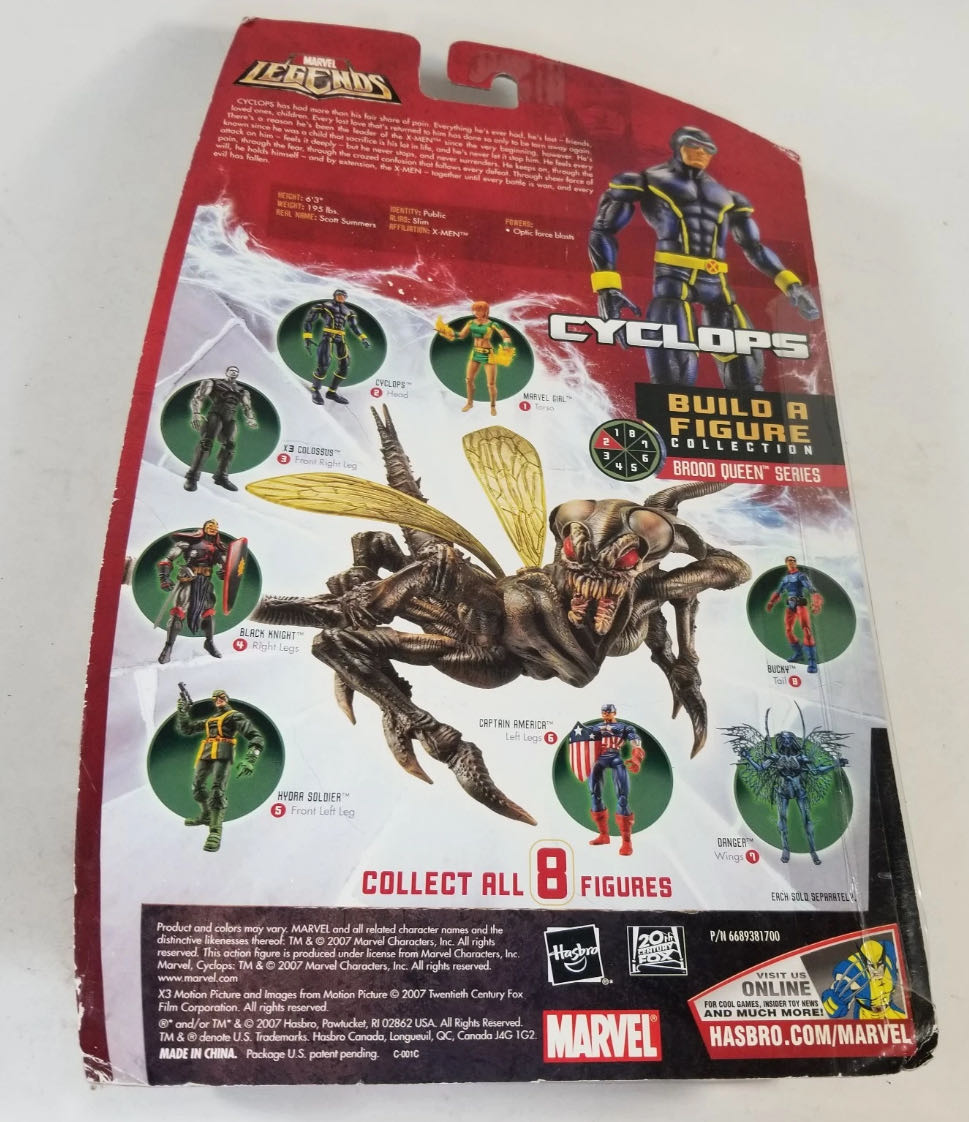 MARVEL
LEGENDS
CYCLOPS has had more than his fair share of pain. Everything he's ever had, he's lost – friends,
loved ones, children. Every lost love that's returned to him has done so only to be torn away again.
There's a reason he's been the leader of the X-MEN™ since the very beginning, however. He's
known since he was a child that sacrifice is his lot in life, and he's never let it stop him. He feels every
attack on him – feels it deeply – but he never stops, and never surrenders. He keeps on, through the
pain, through the fear, through the crazed confusion that follows every defeat. Through sheer force of
will, he holds himself – and by extension, the X-MEN – together until every battle is won, and every
evil has fallen.
HEIGHT: 6'3"
WEIGHT: 195 lbs.
REAL NAME: Scott Summers
IDENTITY: Public
ALIAS: Slim
AFFILIATION: X-MEN™
POWERS:
• Optic force blasts
CYCLOPS
BUILD A
FIGURE
COLLECTION
BROOD QUEEN™ SERIES
1 8
2 7
3 6
4 5
CYCLOPS™
2 Head
MARVEL GIRL™
1 Torso
X3 COLOSSUS™
3 Front Right Leg
BLACK KNIGHT™
4 Right Legs
BUCKY™
Tail 8
CAPTAIN AMERICA™
Left Legs 6
HYDRA SOLDIER™
5 Front Left Leg
DANGER™
Wings 7
COLLECT ALL 8 FIGURES
EACH SOLD SEPARATELY.
Product and colors may vary. MARVEL and all related character names and the
distinctive likenesses thereof: TM & © 2007 Marvel Characters, Inc. All rights
reserved. This action figure is produced under license from Marvel Characters, Inc.
Marvel, Cyclops: TM & © 2007 Marvel Characters, Inc. All rights reserved.
www.marvel.com
X3 Motion Picture and Images from Motion Picture © 2007 Twentieth Century Fox
Film Corporation. All rights reserved.
®* and/or TM* & © 2007 Hasbro, Pawtucket, RI 02862 USA. All Rights Reserved.
TM & ® denote U.S. Trademarks. Hasbro Canada, Longueuil, QC, Canada J4G 1G2.
MADE IN CHINA. Package U.S. patent pending. C-001C
Hasbro
20th
CENTURY
FOX
P/N 6689381700
MARVEL®
VISIT US
ONLINE
FOR COOL GAMES, INSIDER TOY NEWS
AND MUCH MORE!
HASBRO.COM/MARVEL